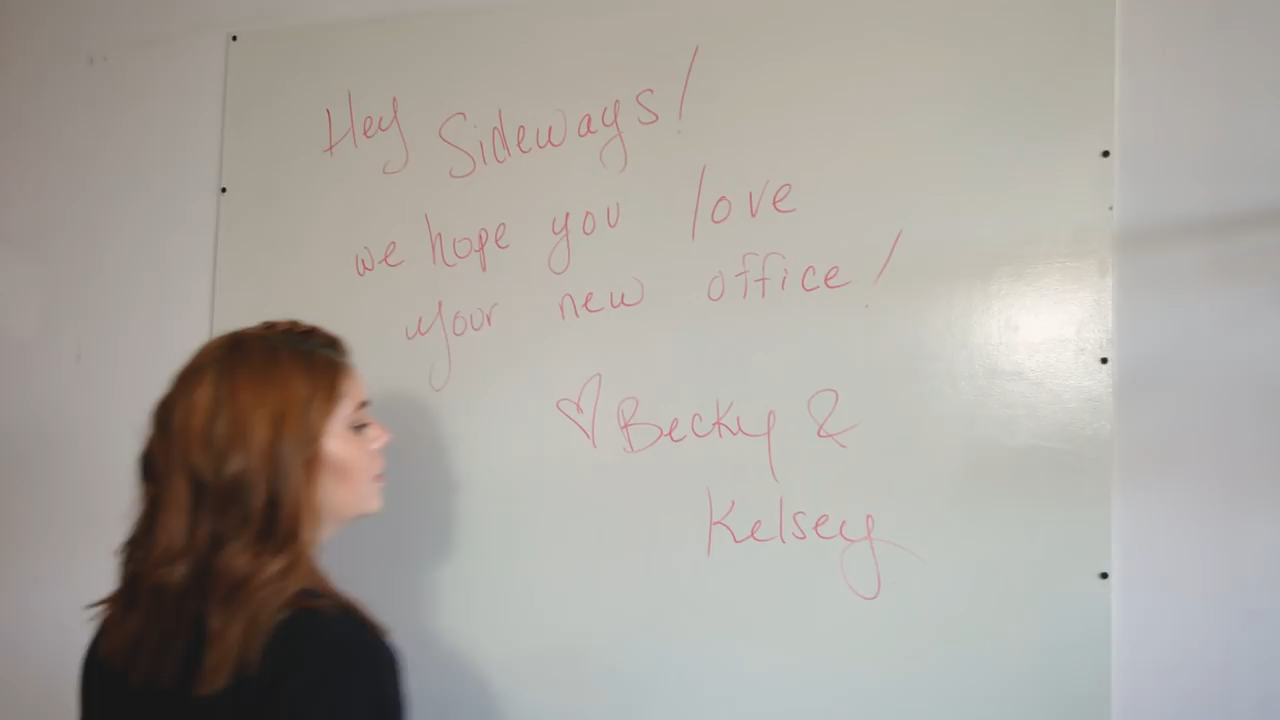 Hey Sideways!
we hope you love
your new office!
♡ Becky &
Kelsey